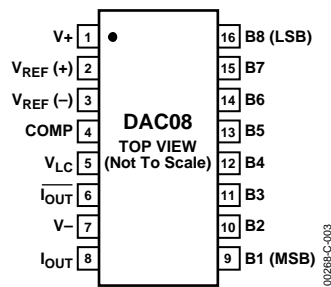 V+ 1 16 B8 (LSB)
VREF (+) 2 15 B7
VREF (–) 3 14 B6
COMP 4 DAC08 13 B5
TOP VIEW
VLC 5 (Not To Scale) 12 B4
IOUT 6 11 B3
V– 7 10 B2
IOUT 8 9 B1 (MSB)
00268-C-003